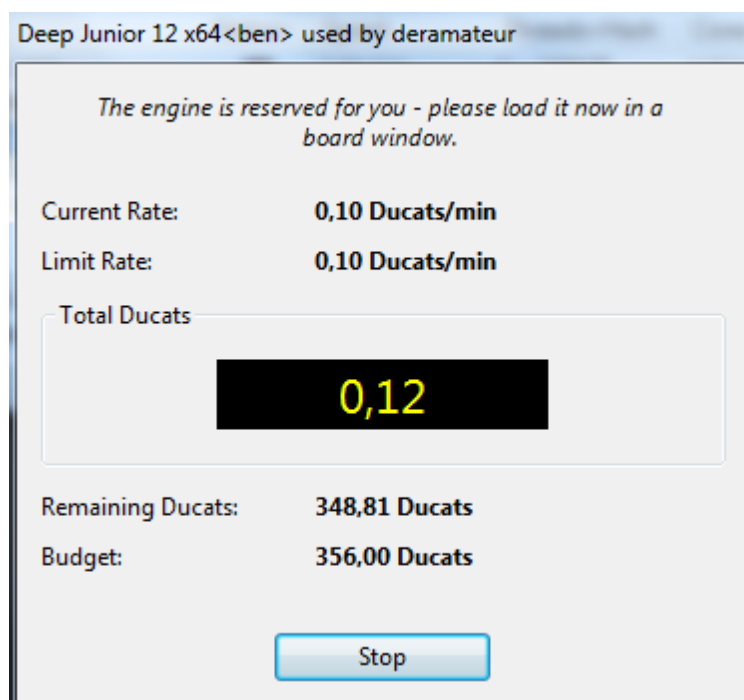 Deep Junior 12 x64<ben> used by deramateur
The engine is reserved for you - please load it now in a
board window.
Current Rate: 0,10 Ducats/min
Limit Rate: 0,10 Ducats/min
Total Ducats
0,12
Remaining Ducats: 348,81 Ducats
Budget: 356,00 Ducats
Stop